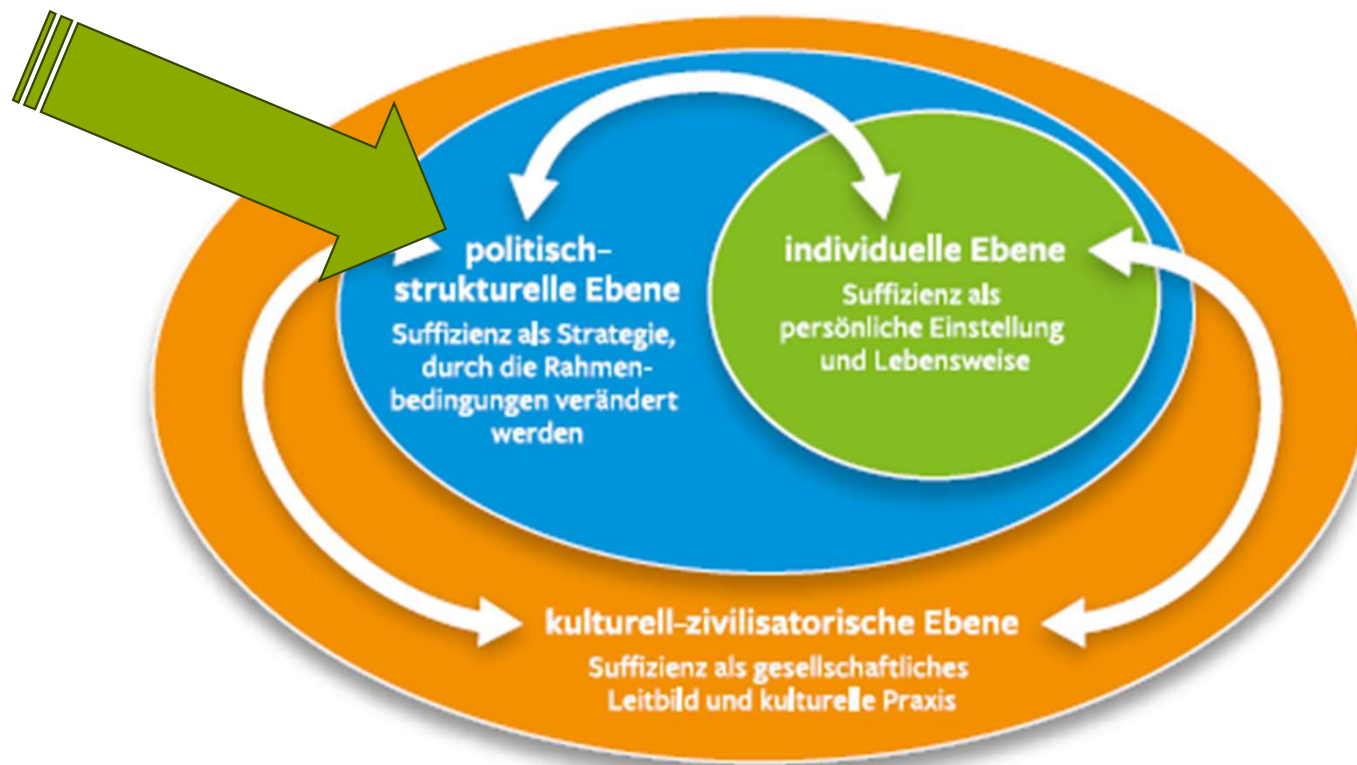 politisch-
strukturelle Ebene
Suffizienz als Strategie,
durch die Rahmen-
bedingungen verändert
werden
individuelle Ebene
Suffizienz als
persönliche Einstellung
und Lebensweise
kulturell-zivilisatorische Ebene
Suffizienz als gesellschaftliches
Leitbild und kulturelle Praxis